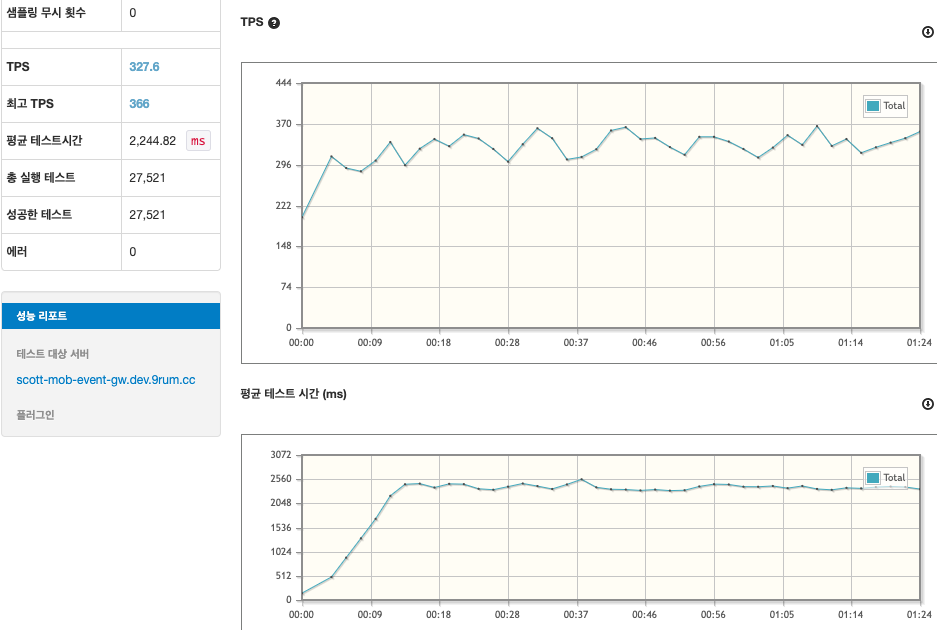 샘플링 무시 횟수 0
TPS 327.6
최고 TPS 366
평균 테스트시간 2,244.82 ms
총 실행 테스트 27,521
성공한 테스트 27,521
에러 0
성능 리포트
테스트 대상 서버
scott-mob-event-gw.dev.9rum.cc
플러그인
TPS ?
444
370
296
222
148
74
0
Total
00:00 00:09 00:18 00:28 00:37 00:46 00:56 01:05 01:14 01:24
평균 테스트 시간 (ms)
3072
2560
2048
1536
1024
512
0
Total
00:00 00:09 00:18 00:28 00:37 00:46 00:56 01:05 01:14 01:24